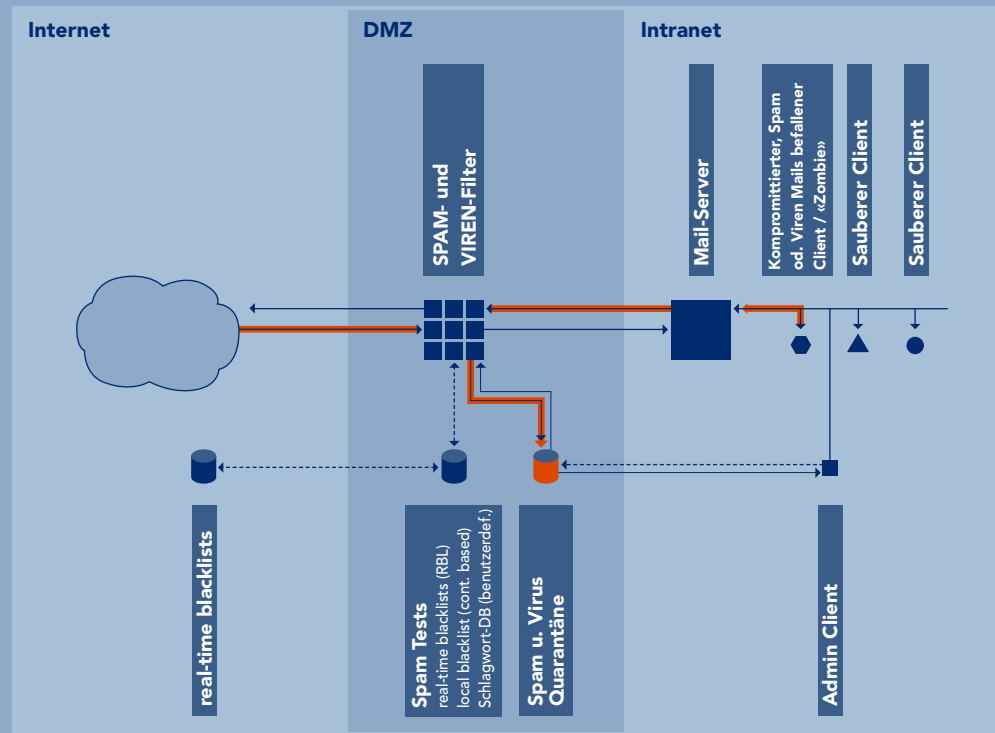 Internet
DMZ
Intranet
SPAM- und
VIREN-Filter
Mail-Server
Kompromittierter, Spam
od. Viren Mails befallener
Client / «Zombie»
Sauberer Client
Sauberer Client
real-time blacklists
Spam Tests
real-time blacklists (RBL)
local blacklist (cont. based)
Schlagwort-DB (benutzerdef.)
Spam u. Virus
Quarantäne
Admin Client